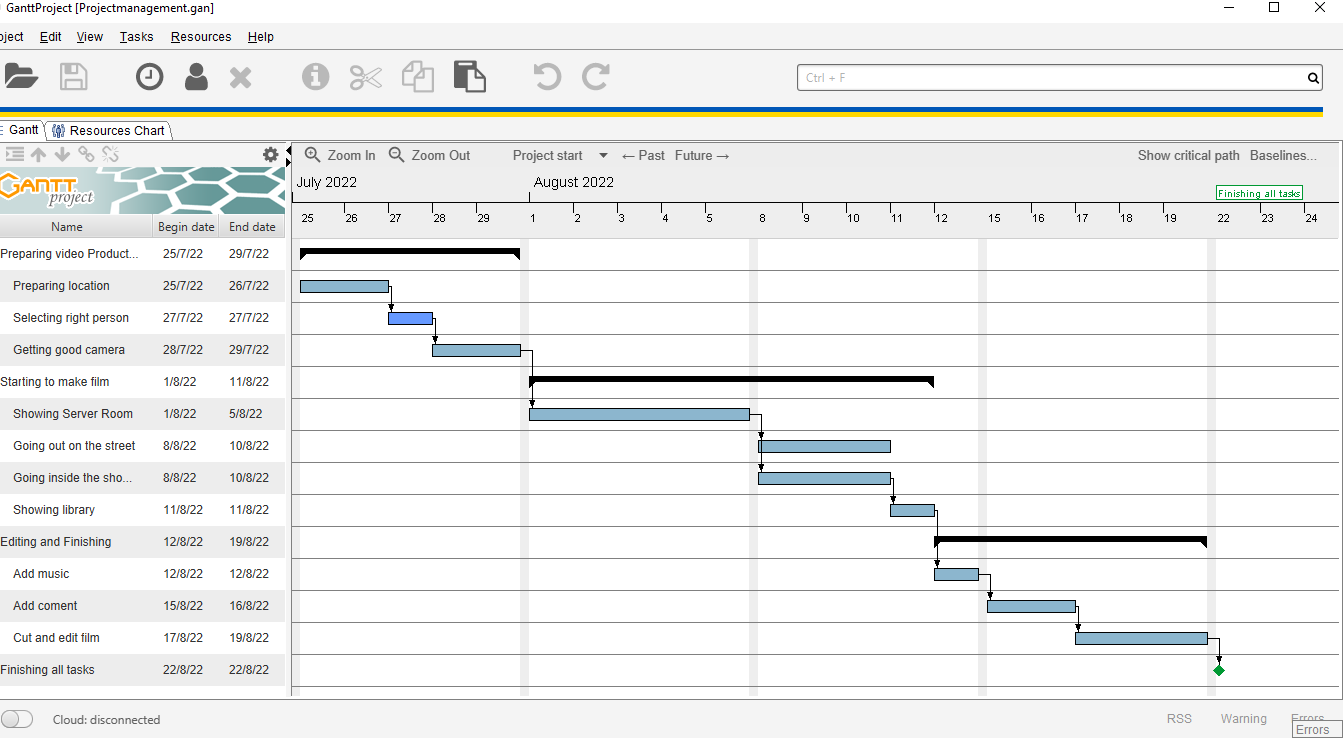 GanttProject [Projectmanagement.gan]
oject Edit View Tasks Resources Help
Ctrl + F
Gantt Resources Chart
Zoom In Zoom Out Project start ← Past Future → Show critical path Baselines...
GANTT project
July 2022 August 2022
Finishing all tasks
25 26 27 28 29 1 2 3 4 5 8 9 10 11 12 15 16 17 18 19 22 23 24
Name Begin date End date
Preparing video Product... 25/7/22 29/7/22
Preparing location 25/7/22 26/7/22
Selecting right person 27/7/22 27/7/22
Getting good camera 28/7/22 29/7/22
Starting to make film 1/8/22 11/8/22
Showing Server Room 1/8/22 5/8/22
Going out on the street 8/8/22 10/8/22
Going inside the sho... 8/8/22 10/8/22
Showing library 11/8/22 11/8/22
Editing and Finishing 12/8/22 19/8/22
Add music 12/8/22 12/8/22
Add coment 15/8/22 16/8/22
Cut and edit film 17/8/22 19/8/22
Finishing all tasks 22/8/22 22/8/22
Cloud: disconnected RSS Warning Errors
Errors